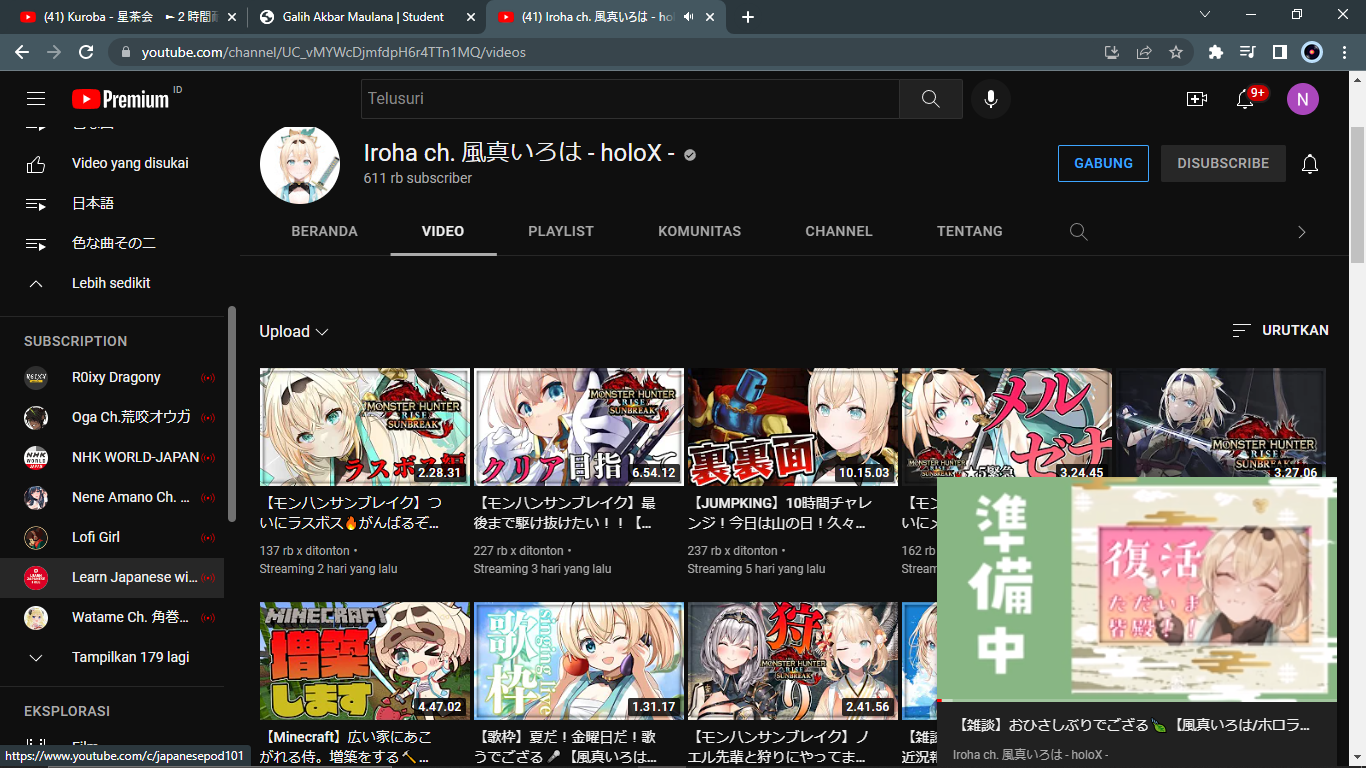 (41) Kuroba - 星茶会
Galih Akbar Maulana | Student
(41) Iroha ch. 風真いろは - hol
youtube.com/channel/UC_vMYWcDjmfdpH6r4TTn1MQ/videos
Premium ID
Telusuri
9+
N
Video yang disukai
日本語
色な曲その二
Lebih sedikit
SUBSCRIPTION
R0ixy Dragony
Oga Ch.荒咬オウガ
NHK WORLD-JAPAN
Nene Amano Ch. ...
Lofi Girl
Learn Japanese wi...
Watame Ch. 角巻...
Tampilkan 179 lagi
EKSPLORASI
Film
https://www.youtube.com/c/japanesepod101
Iroha ch. 風真いろは - holoX -
611 rb subscriber
GABUNG
DISUBSCRIBE
BERANDA
VIDEO
PLAYLIST
KOMUNITAS
CHANNEL
TENTANG
Upload
URUTKAN
MONSTER HUNTER
RISE
SUNBREAK
ラスボス
2.28.31
【モンハンサンブレイク】つ
いにラスボス🔥がんばるぞ...
137 rb x ditonton •
Streaming 2 hari yang lalu
MONSTER HUNTER
RISE
SUNBREAK
クリア目指して
6.54.12
【モンハンサンブレイク】最
後まで駆け抜けたい！！【...
227 rb x ditonton •
Streaming 3 hari yang lalu
裏裏面
10.15.03
【JUMPKING】10時間チャレ
ンジ！今日は山の日！久々...
237 rb x ditonton •
Streaming 5 hari yang lalu
メル
ゼナ
MONSTER HUNTER
SUNBREAK
3.24.45
【モン
いにメ
162 rb
MONSTER HUNTER
RISE
SUNBREAK
3.27.06
MINECRAFT
増築
します
4.47.02
【Minecraft】広い家にあこ
がれる侍。増築をする🔨...
歌枠
singing live
1.31.17
【歌枠】夏だ！金曜日だ！歌
うでござる🎤【風真いろは...
狩り
MONSTER HUNTER
RISE
SUNBREAK
2.41.56
【モンハンサンブレイク】ノ
エル先輩と狩りにやってま...
【雑談
近況報
準備中
復活
ただいま
皆殿！！
【雑談】おひさしぶりでござる🍃【風真いろは/ホロラ...
Iroha ch. 風真いろは - holoX -